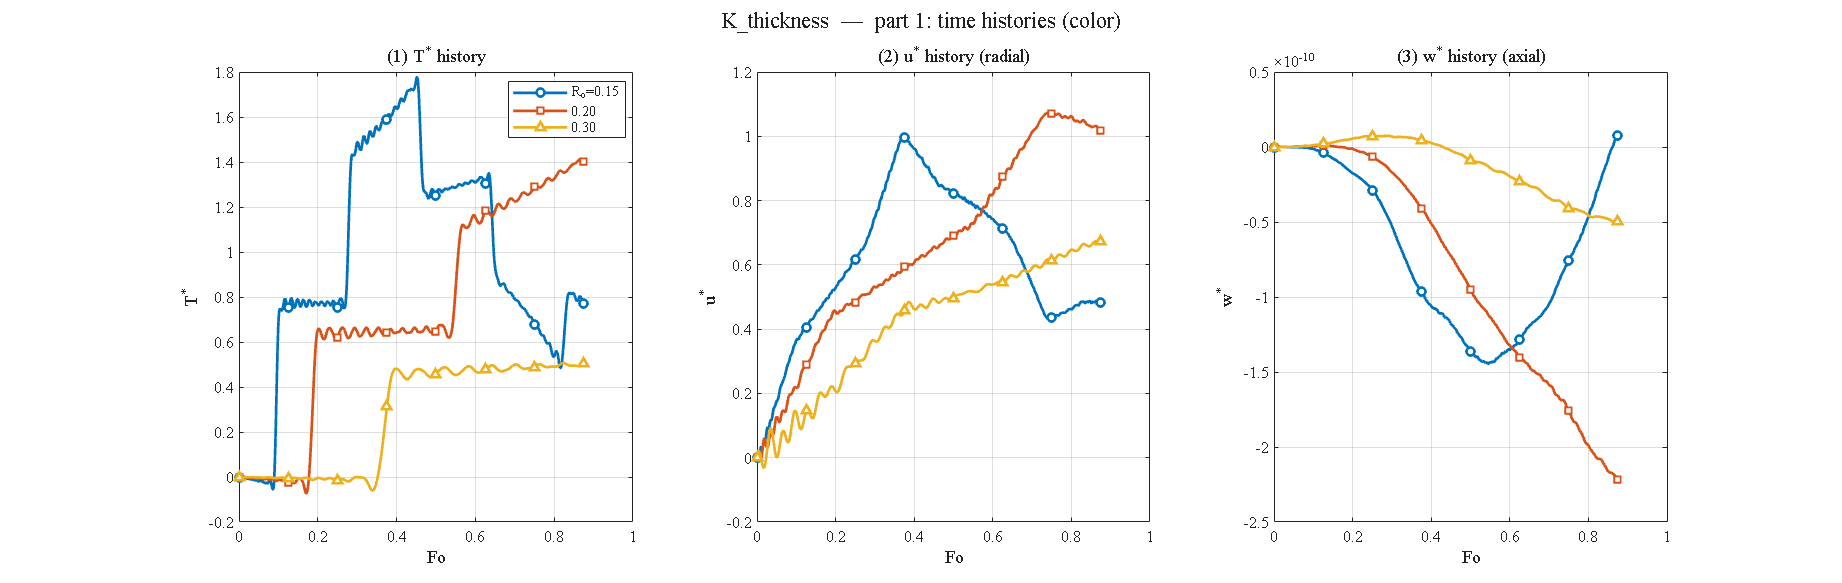 K_thickness — part 1: time histories (color)
(1) T* history
1.8
1.6
1.4
1.2
1
0.8
0.6
0.4
0.2
0
-0.2
T*
0 0.2 0.4 0.6 0.8 1
Fo
Rₒ=0.15
0.20
0.30
(2) u* history (radial)
1.2
1
0.8
0.6
0.4
0.2
0
-0.2
u*
0 0.2 0.4 0.6 0.8 1
Fo
(3) w* history (axial)
×10⁻¹⁰
0.5
0
-0.5
-1
-1.5
-2
-2.5
w*
0 0.2 0.4 0.6 0.8 1
Fo